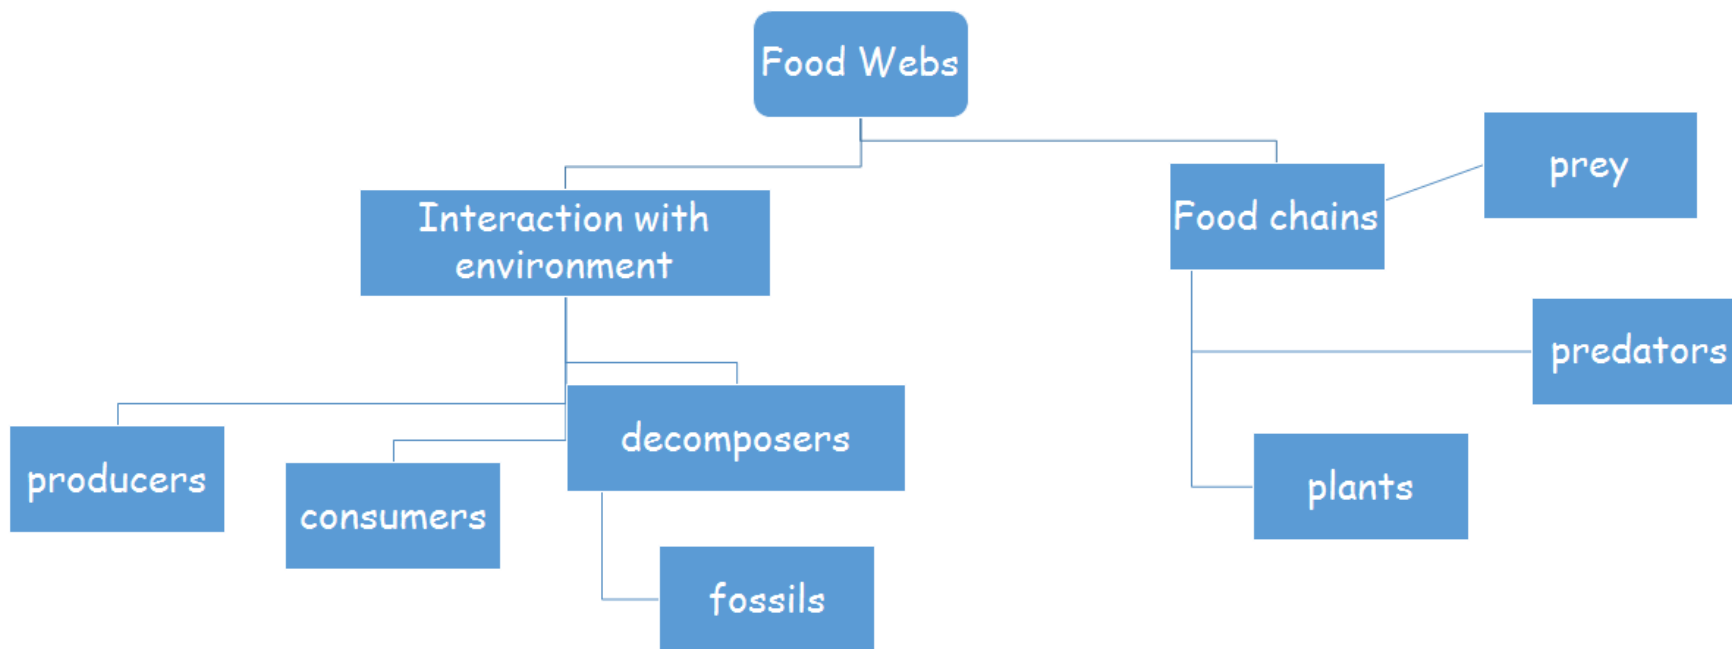 Food Webs
Interaction with
environment
Food chains
prey
predators
plants
producers
consumers
decomposers
fossils